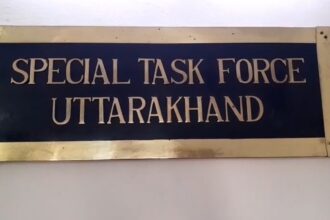 SPECIAL TASK FORCE
UTTARAKHAND